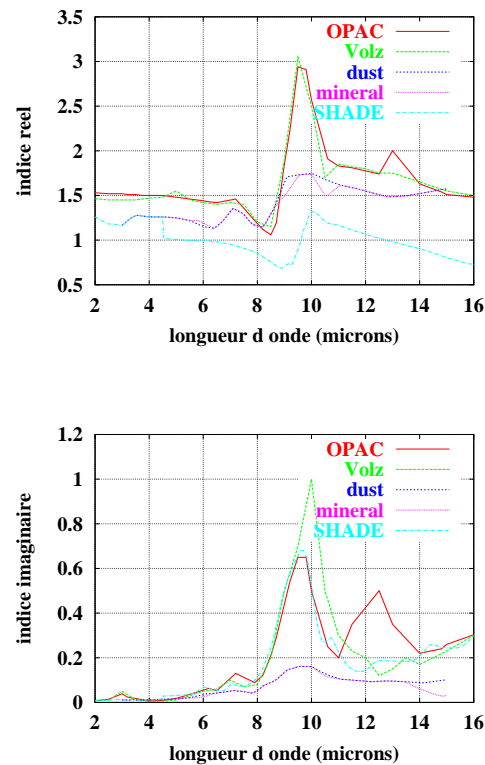 3.5
3
2.5
2
1.5
1
0.5
indice reel
OPAC
Volz
dust
mineral
SHADE
2 4 6 8 10 12 14 16
longueur d onde (microns)
1.2
1
0.8
0.6
0.4
0.2
0
indice imaginaire
OPAC
Volz
dust
mineral
SHADE
2 4 6 8 10 12 14 16
longueur d onde (microns)